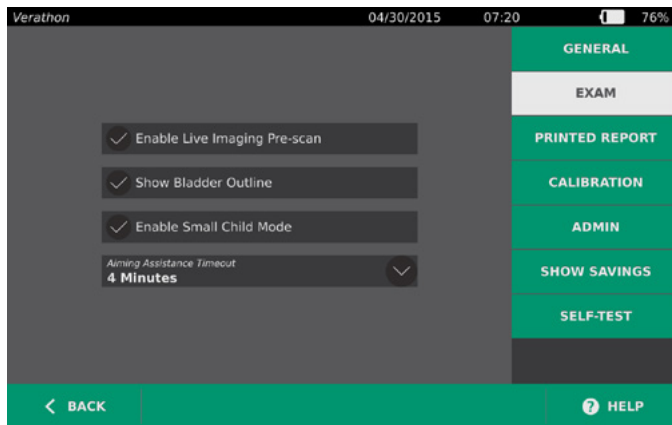 Verathon 04/30/2015 07:20 76%
GENERAL
EXAM
Enable Live Imaging Pre-scan
PRINTED REPORT
Show Bladder Outline
CALIBRATION
Enable Small Child Mode
ADMIN
Aiming Assistance Timeout
4 Minutes
SHOW SAVINGS
SELF-TEST
BACK
? HELP